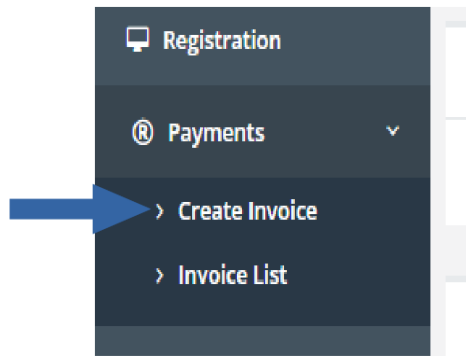 Registration
® Payments
Create Invoice
Invoice List